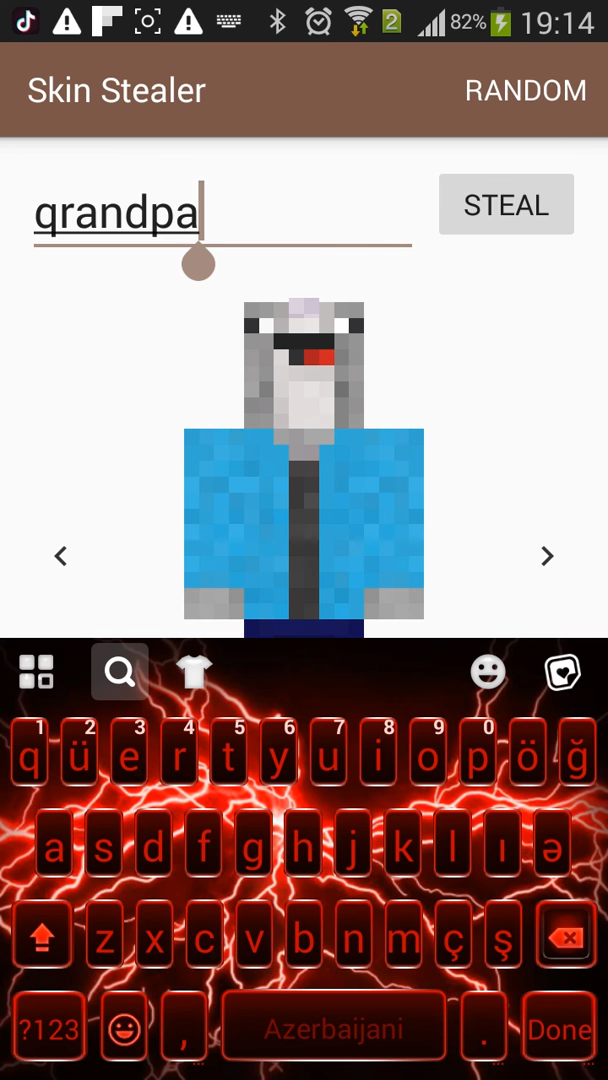 2 82% 19:14
Skin Stealer RANDOM
qrandpa STEAL
1 2 3 4 5 6 7 8 9 0
q ü e r t y u i o p ö ğ
a s d f g h j k l ı ə
z x c v b n m ç ş
?123 , Azerbaijani . Done